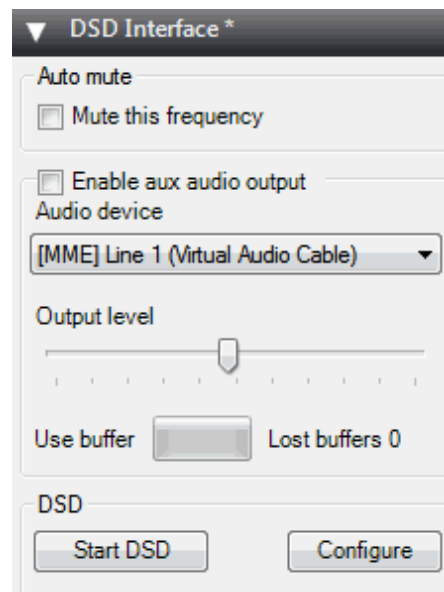 DSD Interface *
Auto mute
Mute this frequency
Enable aux audio output
Audio device
[MME] Line 1 (Virtual Audio Cable)
Output level
Use buffer Lost buffers 0
DSD
Start DSD Configure